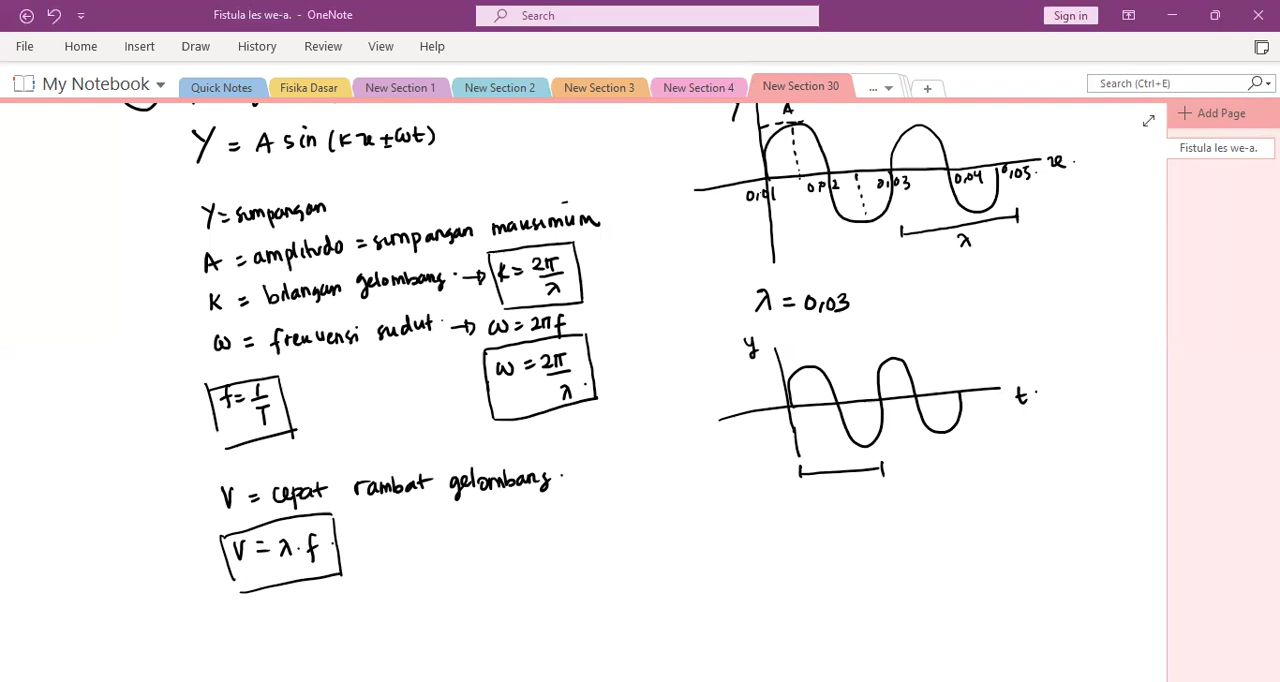 Fistula les we-a. - OneNote
Search
Sign in
File Home Insert Draw History Review View Help
My Notebook
Quick Notes Fisika Dasar New Section 1 New Section 2 New Section 3 New Section 4 New Section 30 ...
Search (Ctrl+E)
Add Page
Fistula les we-a.
Y = A sin (kx ± ωt)
Y = simpangan
A = amplitudo = simpangan maksimum
K = bilangan gelombang → K = 2π/λ
ω = frekuensi sudut → ω = 2πf
ω = 2π/λ
f = 1/T
V = cepat rambat gelombang.
V = λ . f
y
A
x
0,01 0,02 0,03 0,04 0,05
λ
λ = 0,03
y
t